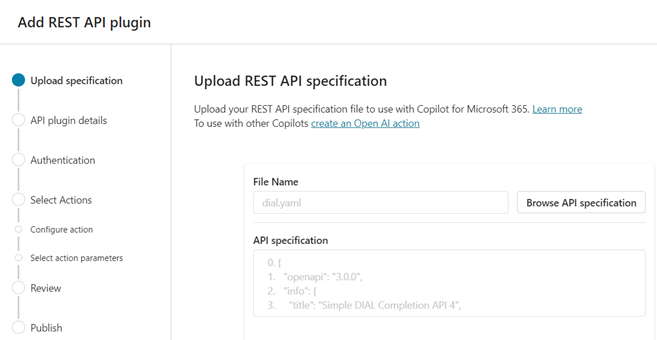 Add REST API plugin
Upload specification
API plugin details
Authentication
Select Actions
Configure action
Select action parameters
Review
Publish
Upload REST API specification
Upload your REST API specification file to use with Copilot for Microsoft 365. Learn more
To use with other Copilots create an Open AI action
File Name
dial.yaml
Browse API specification
API specification
0. {
1. "openapi": "3.0.0",
2. "info": {
3. "title": "Simple DIAL Completion API 4",